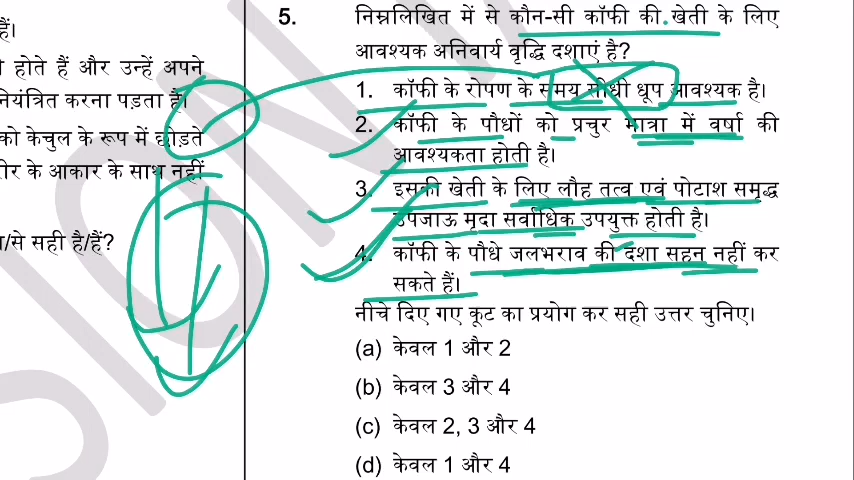 हैं।
होते हैं और उन्हें अपने
नियंत्रित करना पड़ता है।
को केचुल के रूप में छोड़ते
के आकार के साथ नहीं
/से सही है/हैं?
5. निम्नलिखित में से कौन-सी कॉफी की खेती के लिए
आवश्यक अनिवार्य वृद्धि दशाएं है?
1. कॉफी के रोपण के समय सीधी धूप आवश्यक है।
2. कॉफी के पौधों को प्रचुर मात्रा में वर्षा की
आवश्यकता होती है।
3. इसकी खेती के लिए लौह तत्व एवं पोटाश समृद्ध
उपजाऊ मृदा सर्वाधिक उपयुक्त होती है।
4. कॉफी के पौधे जलभराव की दशा सहन नहीं कर
सकते हैं।
नीचे दिए गए कूट का प्रयोग कर सही उत्तर चुनिए।
(a) केवल 1 और 2
(b) केवल 3 और 4
(c) केवल 2, 3 और 4
(d) केवल 1 और 4